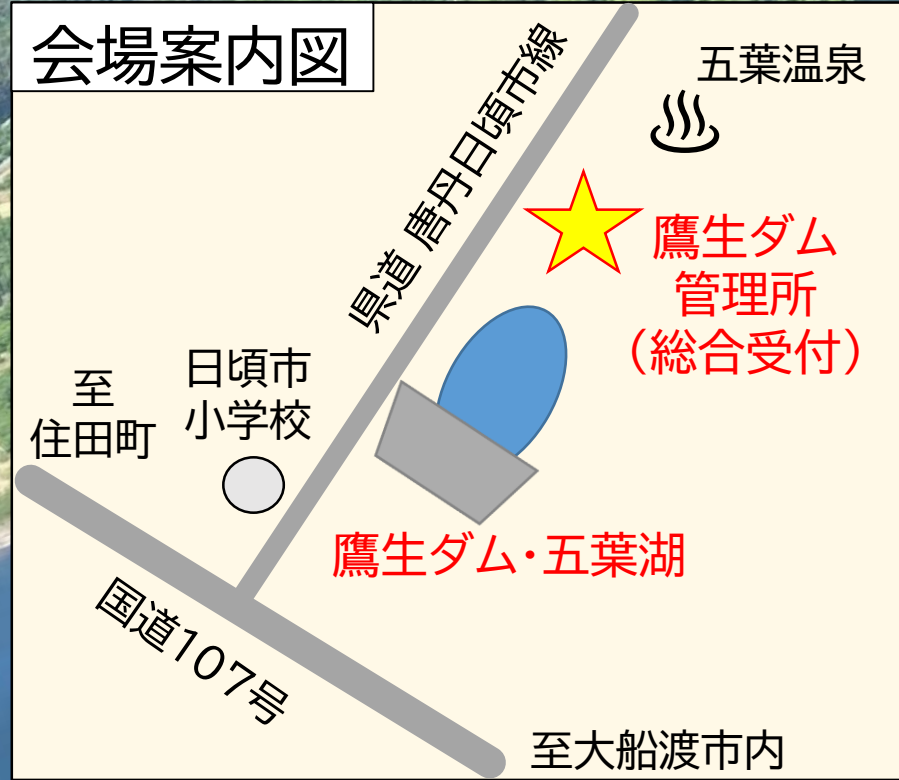 会場案内図
五葉温泉
県道 唐丹日頃市線
鷹生ダム
管理所
（総合受付）
日頃市
小学校
至
住田町
鷹生ダム・五葉湖
国道107号
至大船渡市内